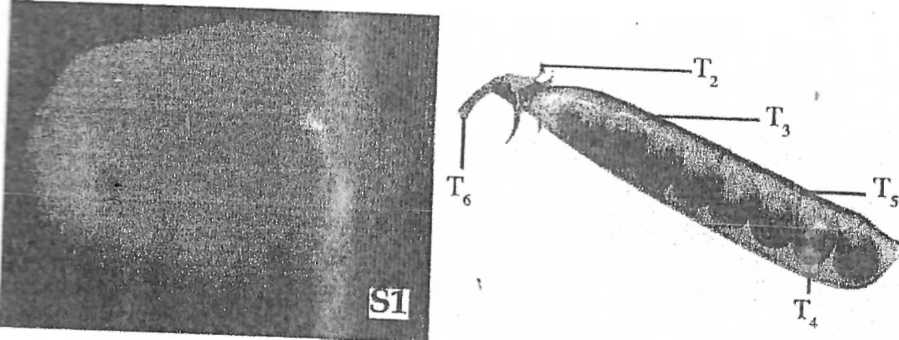 S1
T₂
T₃
T₅
T₆
T₄